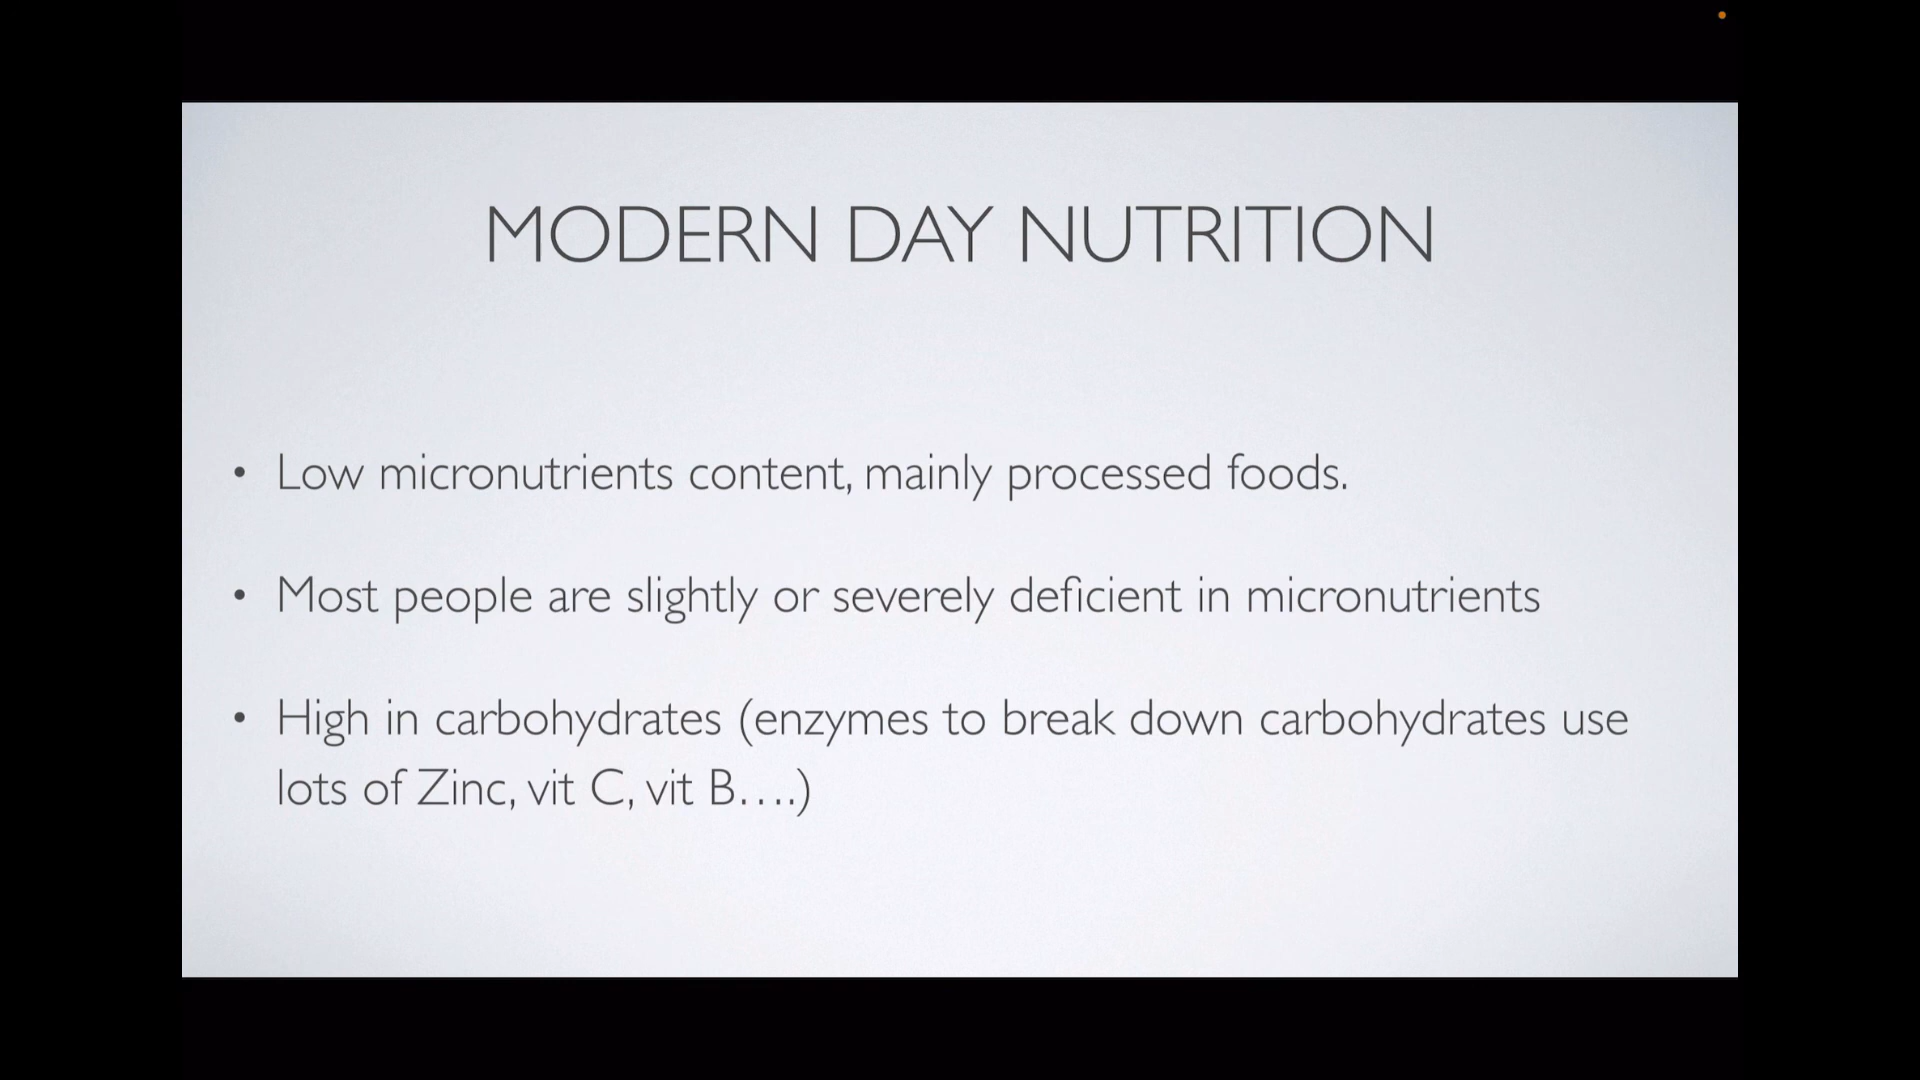 MODERN DAY NUTRITION
• Low micronutrients content, mainly processed foods.
• Most people are slightly or severely deficient in micronutrients
• High in carbohydrates (enzymes to break down carbohydrates use
lots of Zinc, vit C, vit B….)